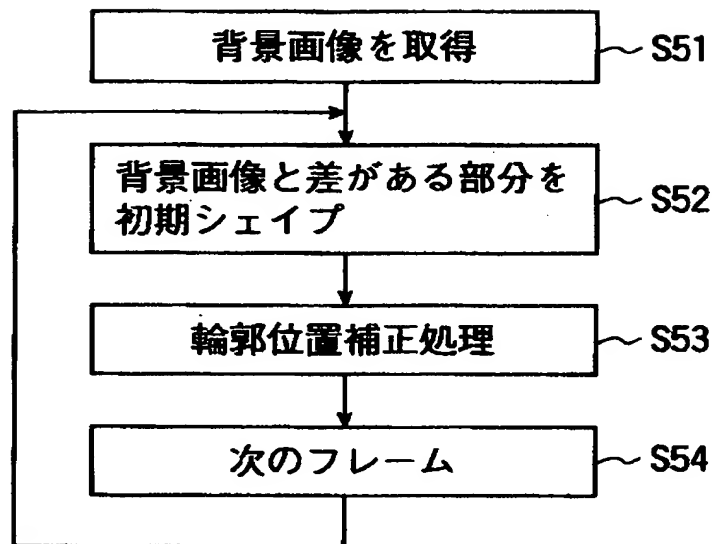 背景画像を取得
S51
背景画像と差がある部分を
初期シェイプ
S52
輪郭位置補正処理
S53
次のフレーム
S54